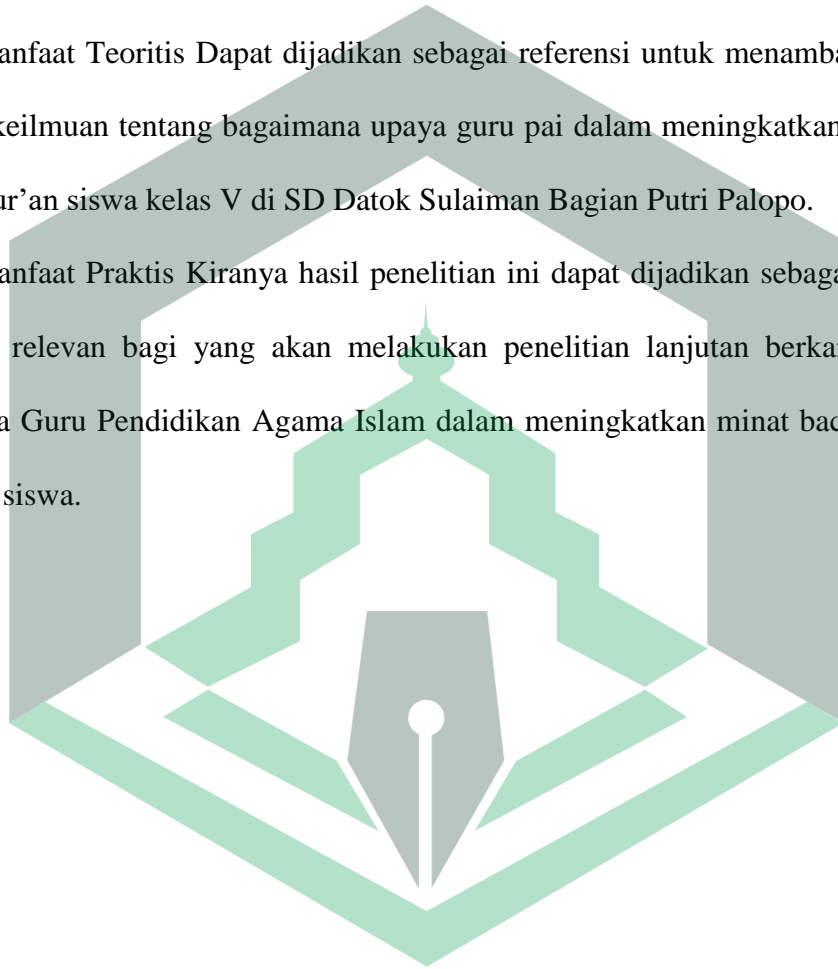 anfaat Teoritis Dapat dijadikan sebagai referensi untuk menamba
keilmuan tentang bagaimana upaya guru pai dalam meningkatkan
ur'an siswa kelas V di SD Datok Sulaiman Bagian Putri Palopo.
anfaat Praktis Kiranya hasil penelitian ini dapat dijadikan sebaga
relevan bagi yang akan melakukan penelitian lanjutan berka
a Guru Pendidikan Agama Islam dalam meningkatkan minat bac
siswa.